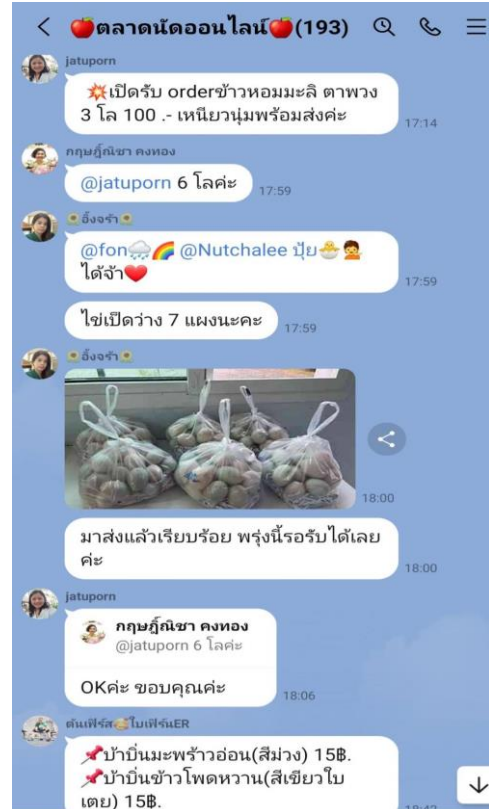 🍎ตลาดนัดออนไลน์🍎(193)
jatuporn
💥เปิดรับ orderข้าวหอมมะลิ ตาพวง
3 โล 100 .- เหนียวนุ่มพร้อมส่งค่ะ
17:14
กฤษฎิ์ณิชา คงทอง
@jatuporn 6 โลค่ะ
17:59
อิ้งจร้า
@fon🌧️🌈 @Nutchalee ปุ้ย🐣🙅
ได้จ้า❤️
17:59
ไข่เป็ดว่าง 7 แผงนะคะ
17:59
อิ้งจร้า
18:00
มาส่งแล้วเรียบร้อย พรุ่งนี้รอรับได้เลย
ค่ะ
18:00
jatuporn
กฤษฎิ์ณิชา คงทอง
@jatuporn 6 โลค่ะ
OKค่ะ ขอบคุณค่ะ
18:06
ต้นเฟิร์ส🥰ใบเฟิร์นER
📌บ้าบิ่นมะพร้าวอ่อน(สีม่วง) 15฿.
📌บ้าบิ่นข้าวโพดหวาน(สีเขียวใบ
เตย) 15฿.